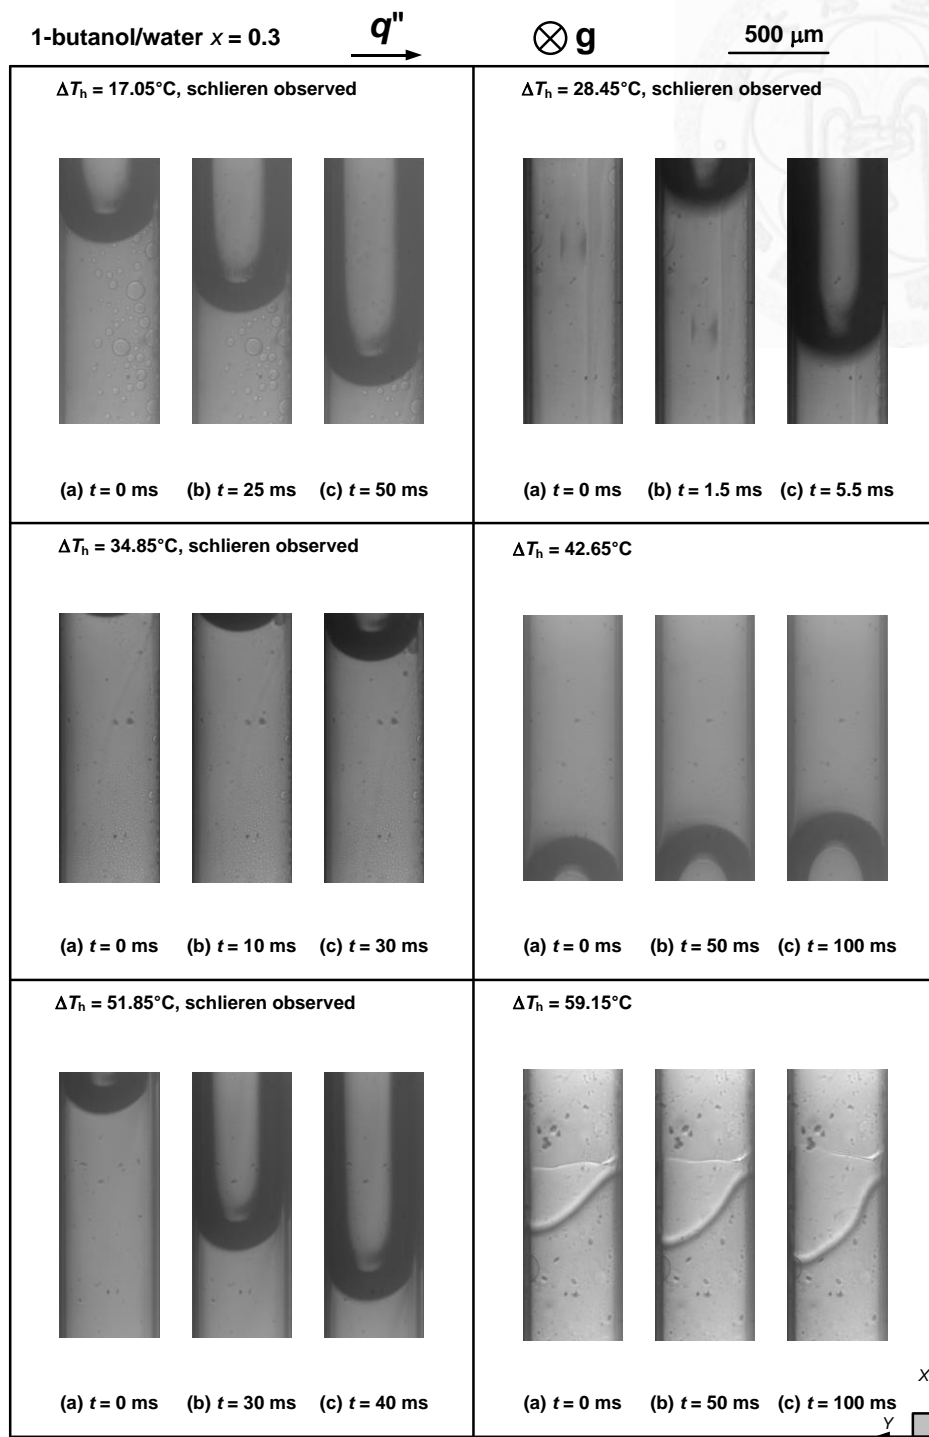 1-butanol/water x = 0.3
q"
g
500 μm
ΔTh = 17.05°C, schlieren observed
(a) t = 0 ms (b) t = 25 ms (c) t = 50 ms
ΔTh = 28.45°C, schlieren observed
(a) t = 0 ms (b) t = 1.5 ms (c) t = 5.5 ms
ΔTh = 34.85°C, schlieren observed
(a) t = 0 ms (b) t = 10 ms (c) t = 30 ms
ΔTh = 42.65°C
(a) t = 0 ms (b) t = 50 ms (c) t = 100 ms
ΔTh = 51.85°C, schlieren observed
(a) t = 0 ms (b) t = 30 ms (c) t = 40 ms
ΔTh = 59.15°C
(a) t = 0 ms (b) t = 50 ms (c) t = 100 ms
X
Y